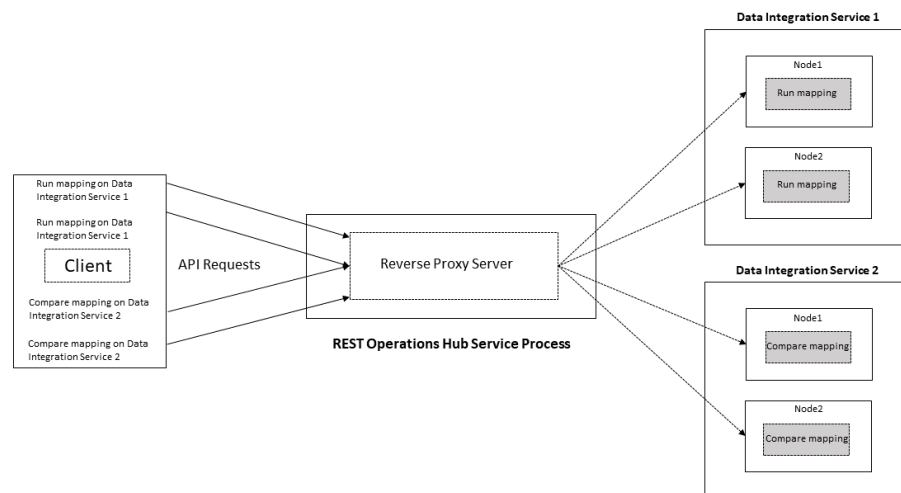 Run mapping on Data
Integration Service 1
Run mapping on Data
Integration Service 1
Client
Compare mapping on Data
Integration Service 2
Compare mapping on Data
Integration Service 2
API Requests
Reverse Proxy Server
REST Operations Hub Service Process
Data Integration Service 1
Node1
Run mapping
Node2
Run mapping
Data Integration Service 2
Node1
Compare mapping
Node2
Compare mapping